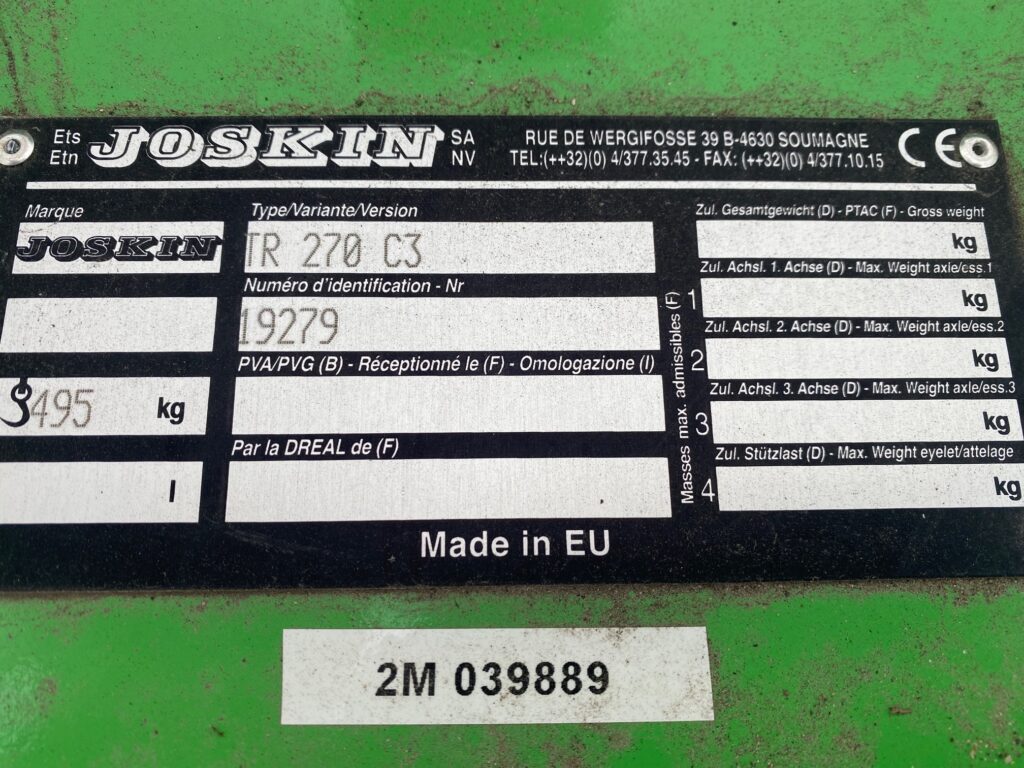 Ets JOSKIN SA
Etn NV
RUE DE WERGIFOSSE 39 B-4630 SOUMAGNE
TEL:(++32)(0) 4/377.35.45 - FAX: (++32)(0) 4/377.10.15
CE
Marque
JOSKIN
495 kg
l
Type/Variante/Version
TR 270 C3
Numéro d'identification - Nr
19279
PVA/PVG (B) - Réceptionné le (F) - Omologazione (I)
Par la DREAL de (F)
Masses max. admissibles (F)
Zul. Gesamtgewicht (D) - PTAC (F) - Gross weight
kg
Zul. Achsl. 1. Achse (D) - Max. Weight axle/ess.1
1 kg
Zul. Achsl. 2. Achse (D) - Max. Weight axle/ess.2
2 kg
Zul. Achsl. 3. Achse (D) - Max. Weight axle/ess.3
3 kg
Zul. Stützlast (D) - Max. Weight eyelet/attelage
4 kg
Made in EU
2M 039889